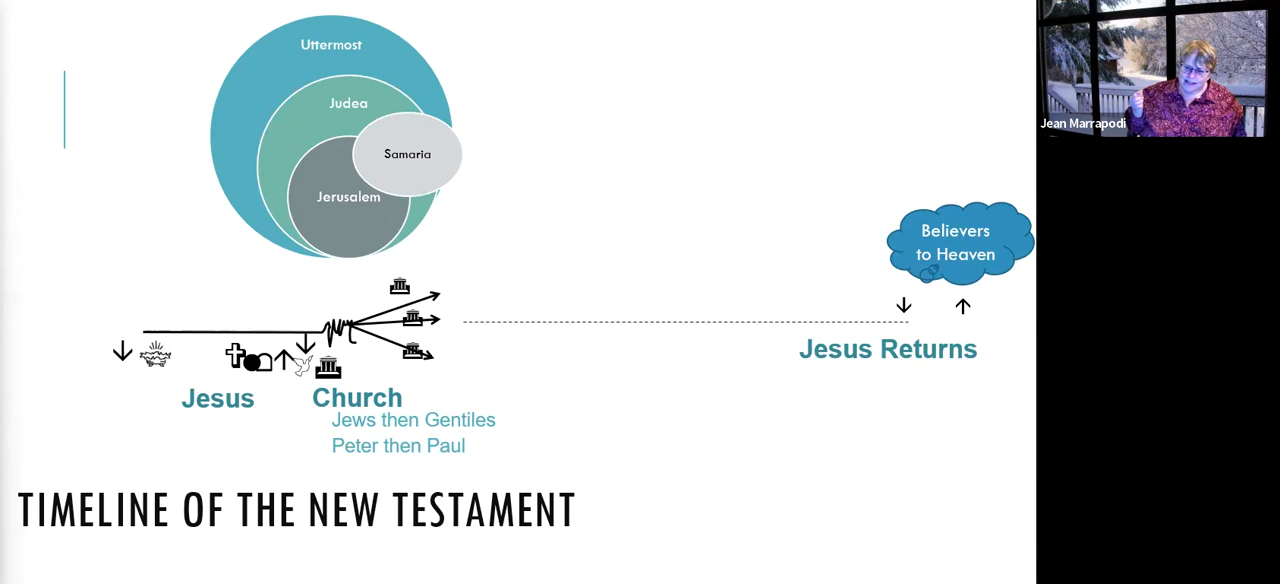 Uttermost
Judea
Samaria
Jerusalem
Jean Marrapodi
Believers
to Heaven
Jesus Returns
Jesus
Church
Jews then Gentiles
Peter then Paul
TIMELINE OF THE NEW TESTAMENT